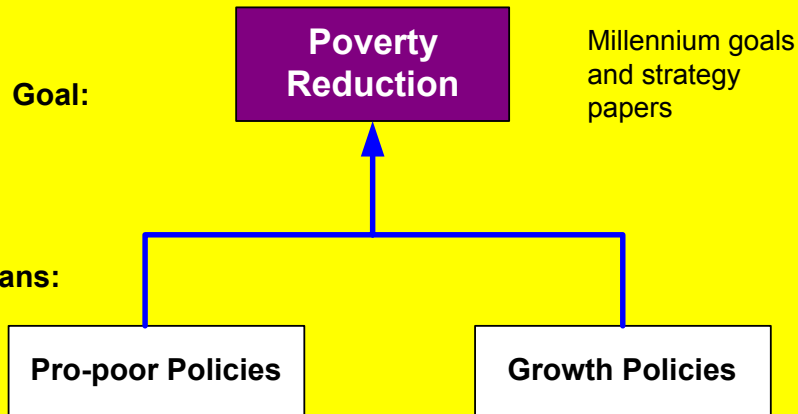 Poverty
Reduction
Millennium goals
and strategy
papers
Goal:
ans:
Pro-poor Policies
Growth Policies